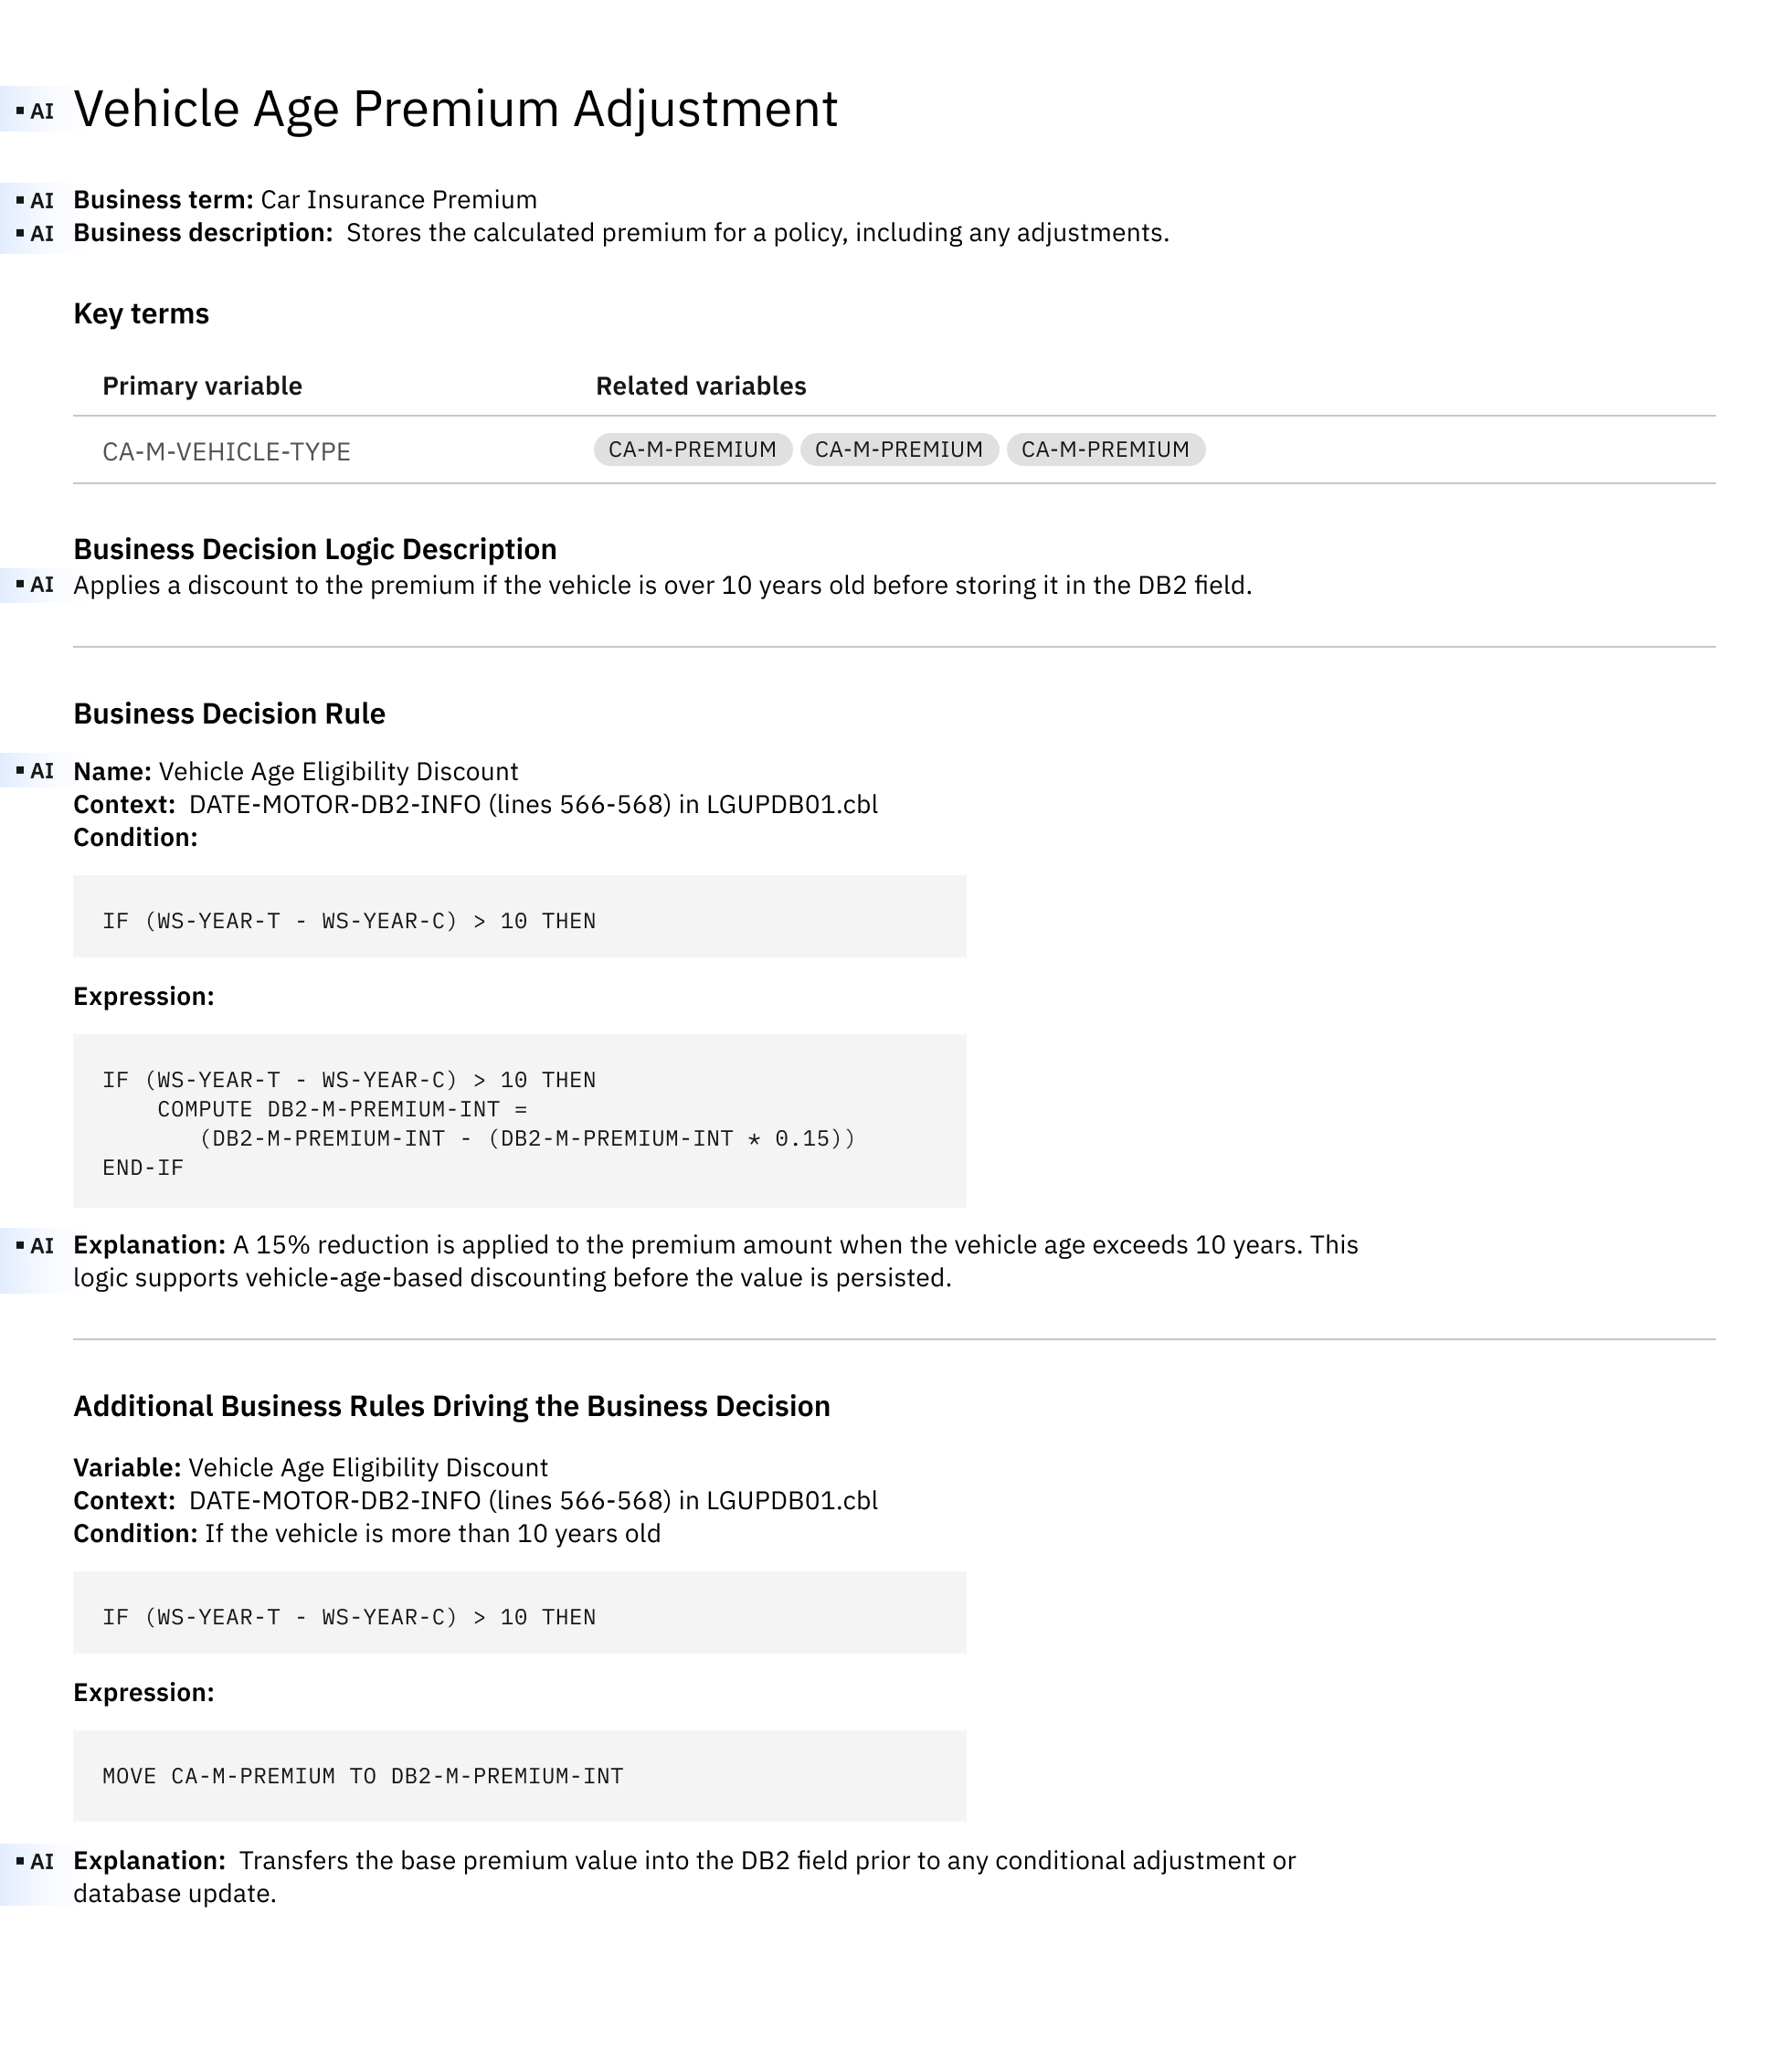 AI Vehicle Age Premium Adjustment
AI Business term: Car Insurance Premium
AI Business description: Stores the calculated premium for a policy, including any adjustments.
Key terms
Primary variable Related variables
CA-M-VEHICLE-TYPE CA-M-PREMIUM CA-M-PREMIUM CA-M-PREMIUM
Business Decision Logic Description
AI Applies a discount to the premium if the vehicle is over 10 years old before storing it in the DB2 field.
Business Decision Rule
AI Name: Vehicle Age Eligibility Discount
Context: DATE-MOTOR-DB2-INFO (lines 566-568) in LGUPDB01.cbl
Condition:
IF (WS-YEAR-T - WS-YEAR-C) > 10 THEN
Expression:
IF (WS-YEAR-T - WS-YEAR-C) > 10 THEN
COMPUTE DB2-M-PREMIUM-INT =
(DB2-M-PREMIUM-INT - (DB2-M-PREMIUM-INT * 0.15))
END-IF
AI Explanation: A 15% reduction is applied to the premium amount when the vehicle age exceeds 10 years. This
logic supports vehicle-age-based discounting before the value is persisted.
Additional Business Rules Driving the Business Decision
Variable: Vehicle Age Eligibility Discount
Context: DATE-MOTOR-DB2-INFO (lines 566-568) in LGUPDB01.cbl
Condition: If the vehicle is more than 10 years old
IF (WS-YEAR-T - WS-YEAR-C) > 10 THEN
Expression:
MOVE CA-M-PREMIUM TO DB2-M-PREMIUM-INT
AI Explanation: Transfers the base premium value into the DB2 field prior to any conditional adjustment or
database update.